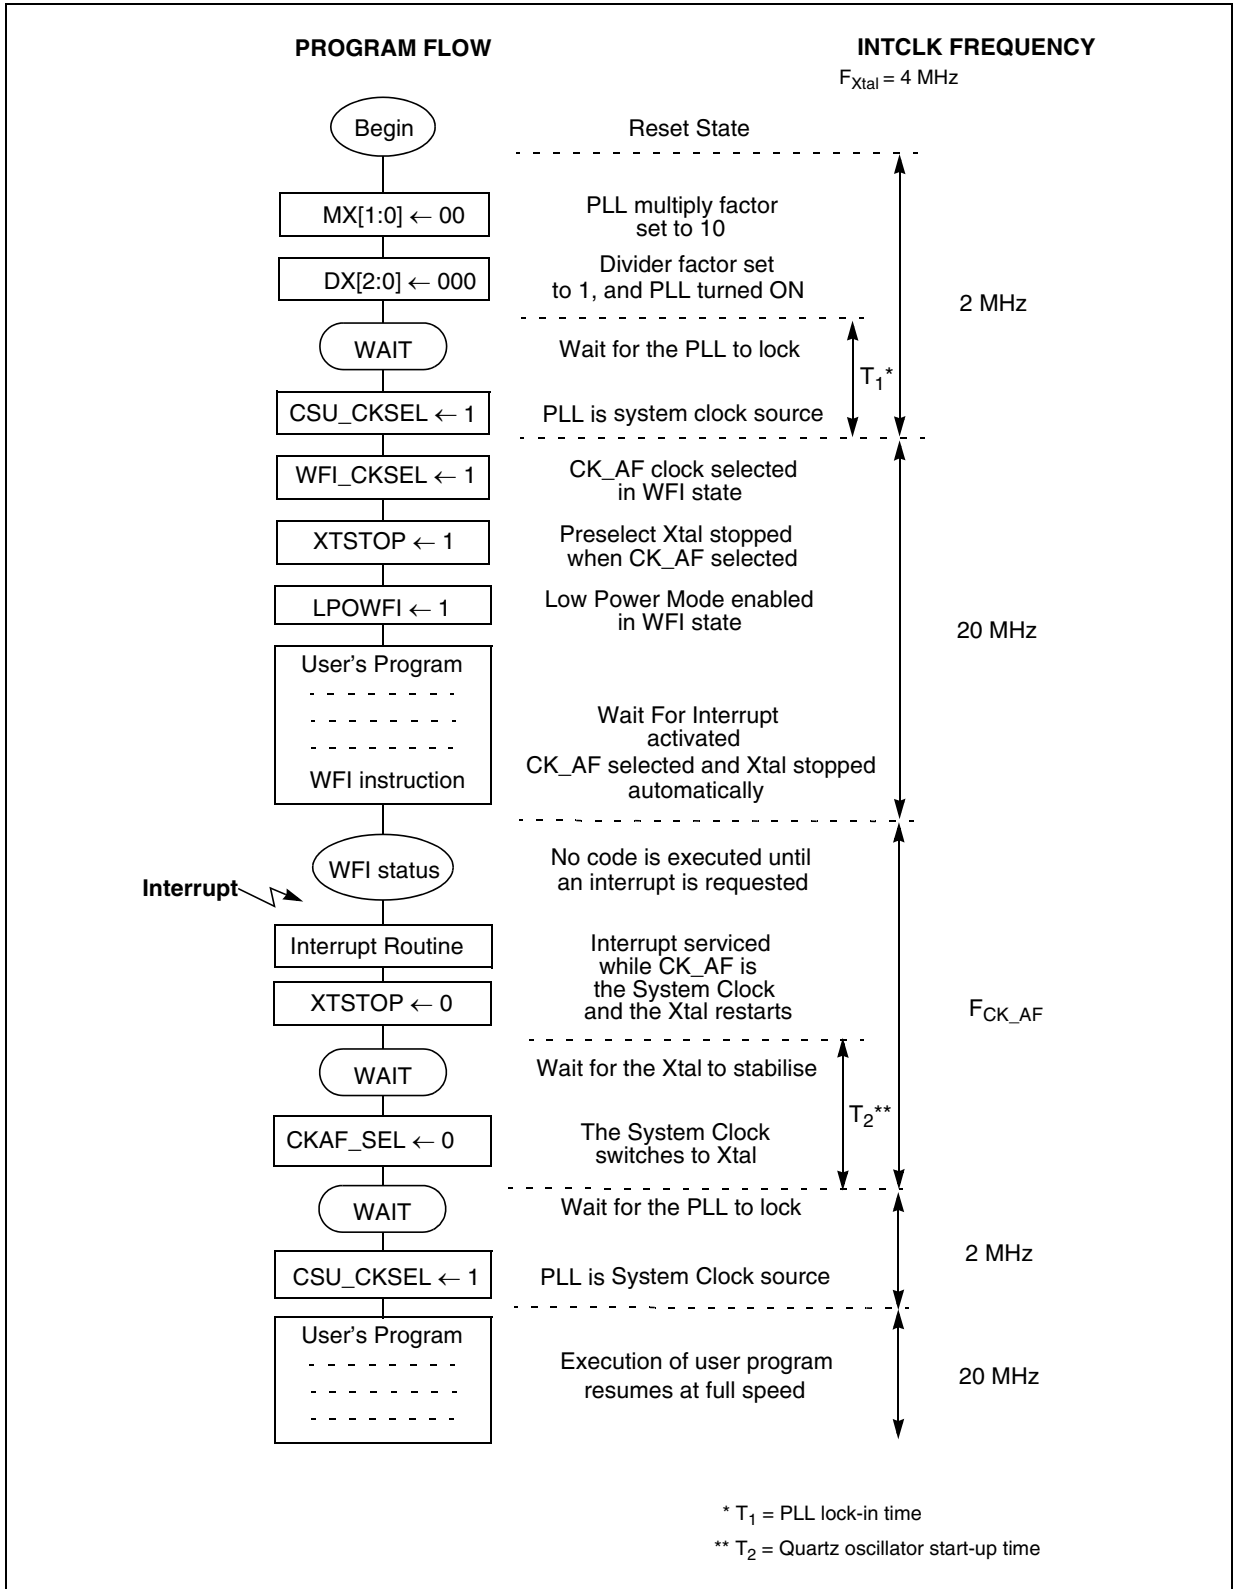 PROGRAM FLOW
INTCLK FREQUENCY
F_Xtal = 4 MHz
Begin
Reset State
MX[1:0] ← 00
PLL multiply factor
set to 10
DX[2:0] ← 000
Divider factor set
to 1, and PLL turned ON
2 MHz
WAIT
Wait for the PLL to lock
T1*
CSU_CKSEL ← 1
PLL is system clock source
WFI_CKSEL ← 1
CK_AF clock selected
in WFI state
XTSTOP ← 1
Preselect Xtal stopped
when CK_AF selected
LPOWFI ← 1
Low Power Mode enabled
in WFI state
20 MHz
User's Program
WFI instruction
Wait For Interrupt
activated
CK_AF selected and Xtal stopped
automatically
WFI status
No code is executed until
an interrupt is requested
Interrupt
Interrupt Routine
Interrupt serviced
while CK_AF is
the System Clock
and the Xtal restarts
XTSTOP ← 0
F_CK_AF
WAIT
Wait for the Xtal to stabilise
T2**
CKAF_SEL ← 0
The System Clock
switches to Xtal
WAIT
Wait for the PLL to lock
2 MHz
CSU_CKSEL ← 1
PLL is System Clock source
User's Program
Execution of user program
resumes at full speed
20 MHz
* T1 = PLL lock-in time
** T2 = Quartz oscillator start-up time